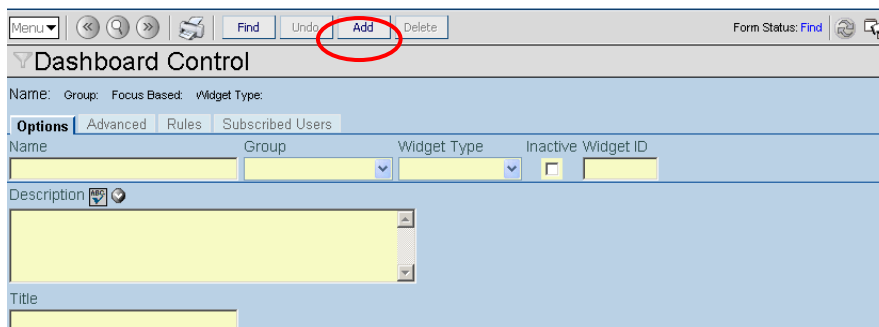 Menu Find Undo Add Delete Form Status: Find
Dashboard Control
Name: Group: Focus Based: Widget Type:
Options Advanced Rules Subscribed Users
Name Group Widget Type Inactive Widget ID
Description ABC
Title